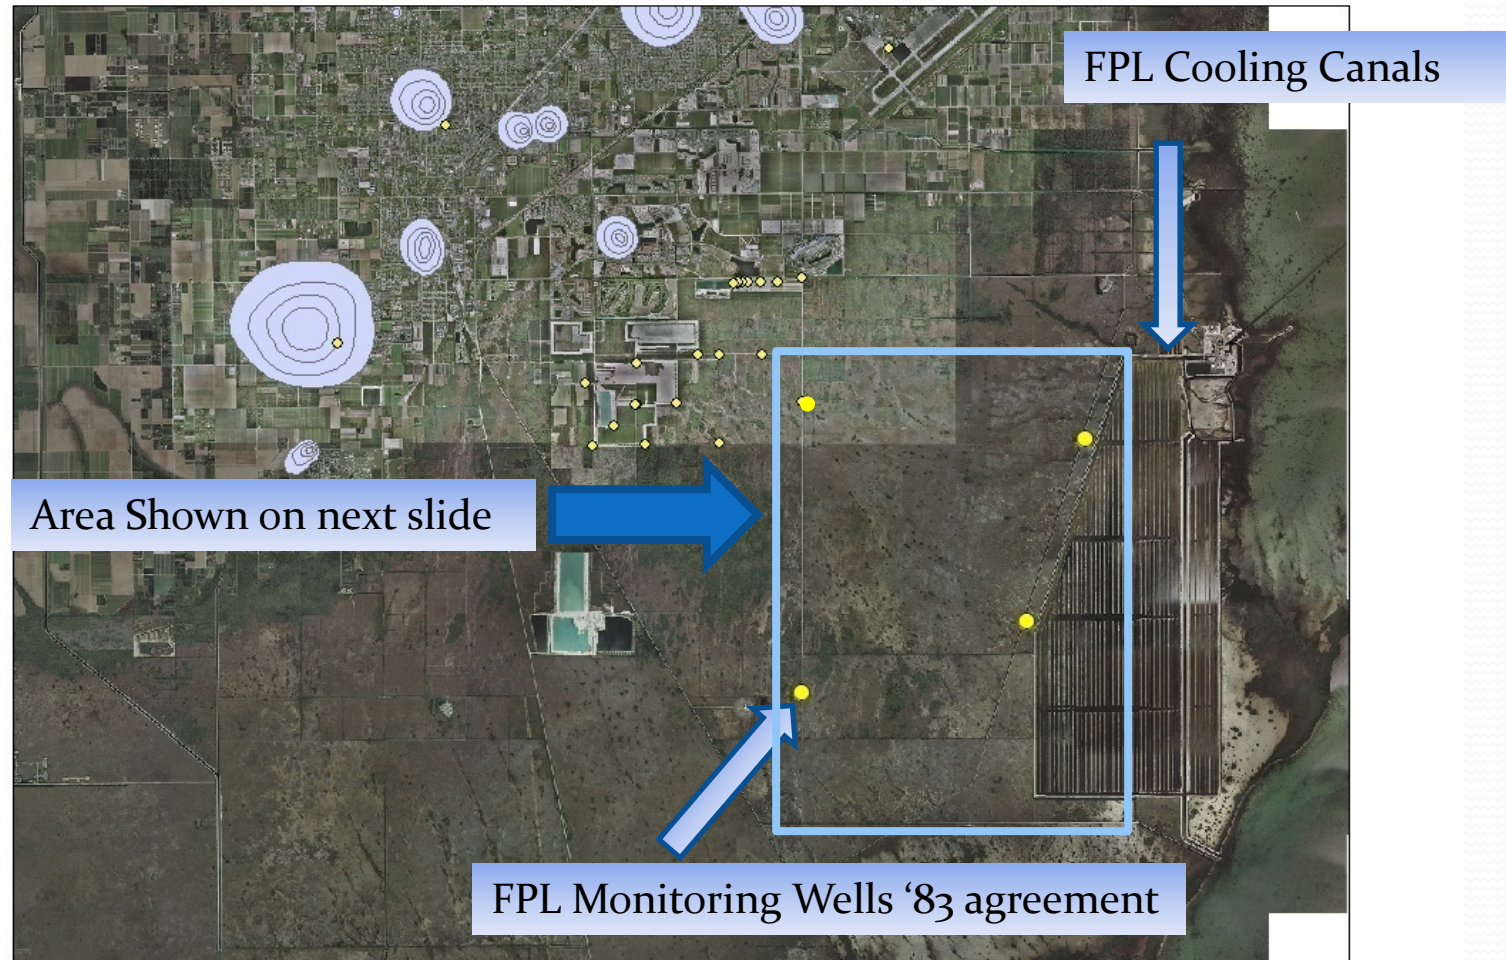 FPL Cooling Canals
Area Shown on next slide
FPL Monitoring Wells ‘83 agreement